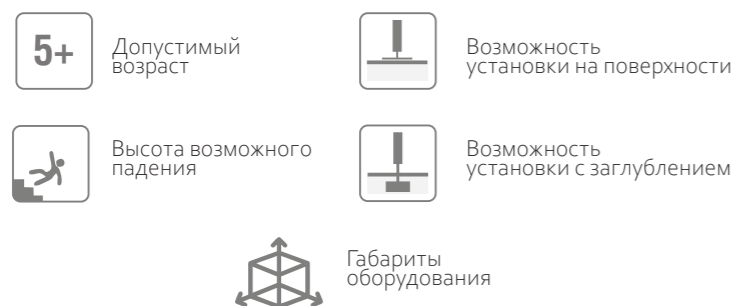 5+
Допустимый
возраст
Возможность
установки на поверхности
Высота возможного
падения
Возможность
установки с заглублением
Габариты
оборудования